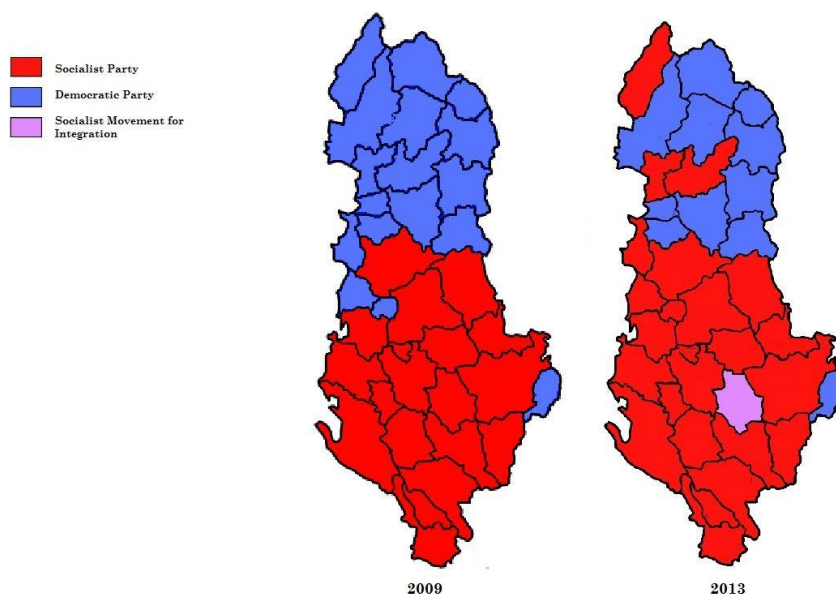 Socialist Party
Democratic Party
Socialist Movement for
Integration
2009
2013